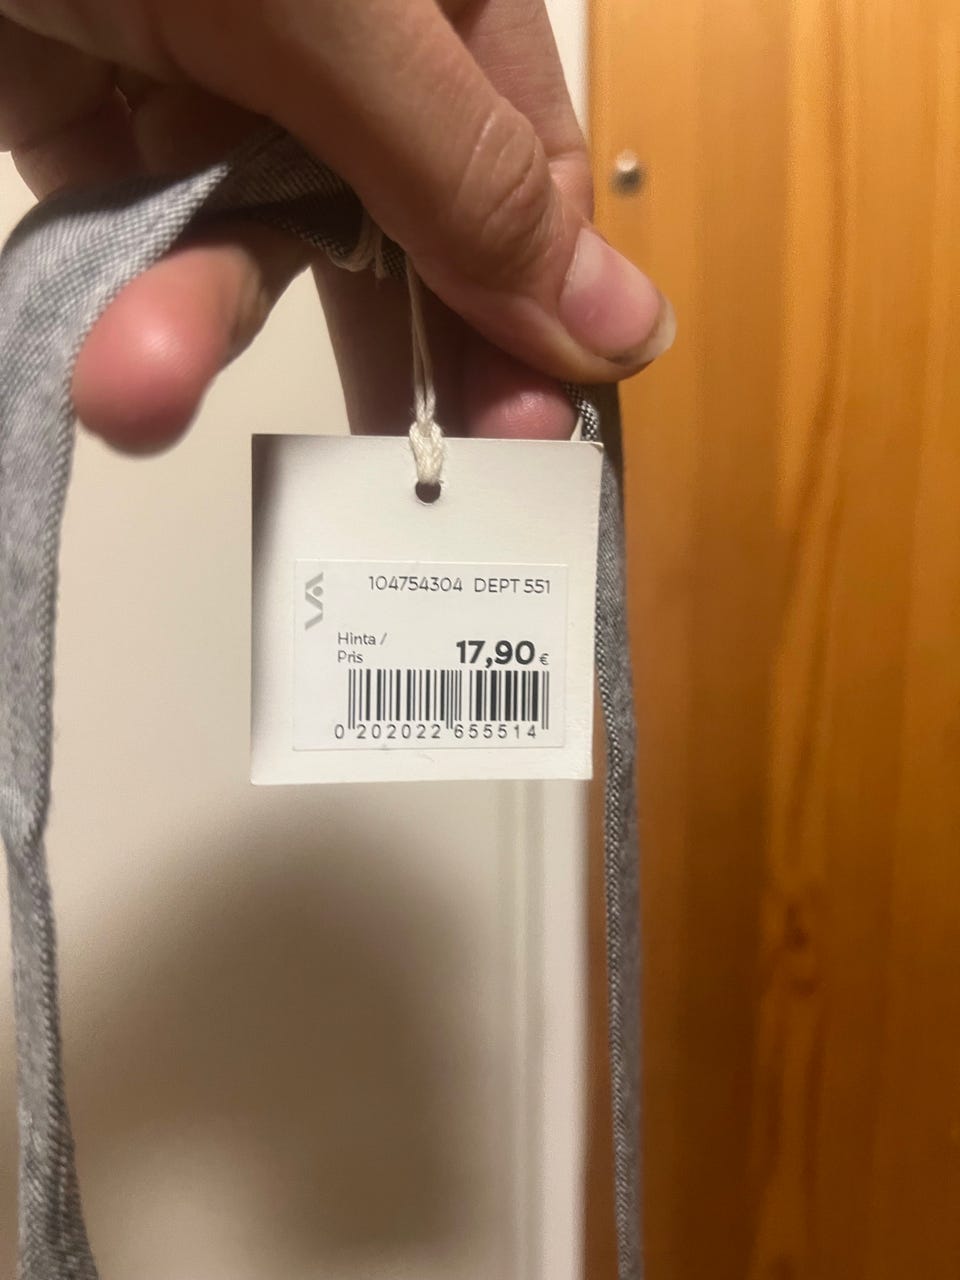 104754304 DEPT 551
Hinta /
Pris
17,90 €
0 202022 655514